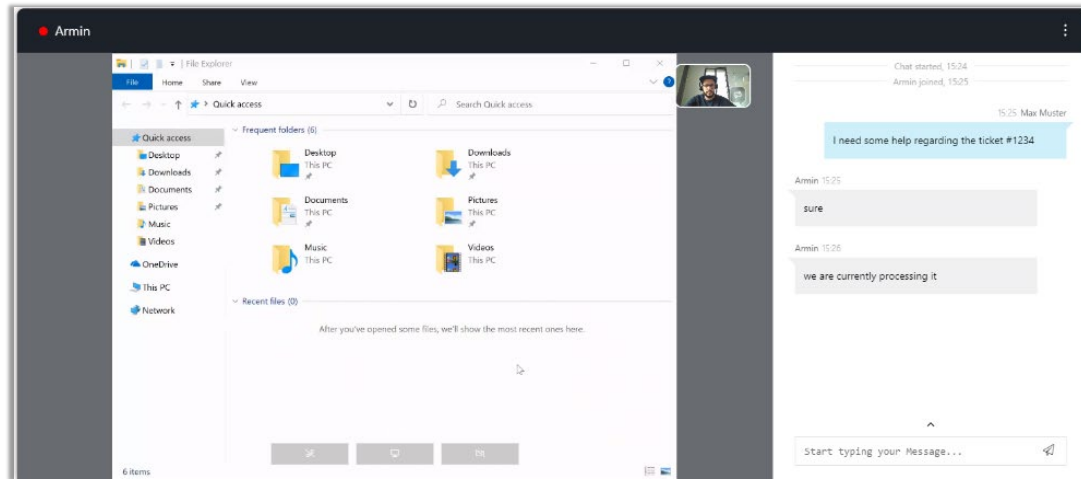 Armin
File Explorer
File Home Share View
Quick access
Search Quick access
Quick access
Desktop
Downloads
Documents
Pictures
Music
Videos
OneDrive
This PC
Network
Frequent folders (6)
Desktop
This PC
Downloads
This PC
Documents
This PC
Pictures
This PC
Music
This PC
Videos
This PC
Recent files (0)
After you've opened some files, we'll show the most recent ones here.
6 items
Chat started, 15:24
Armin joined, 15:25
15:25 Max Muster
I need some help regarding the ticket #1234
Armin 15:25
sure
Armin 15:26
we are currently processing it
Start typing your Message...